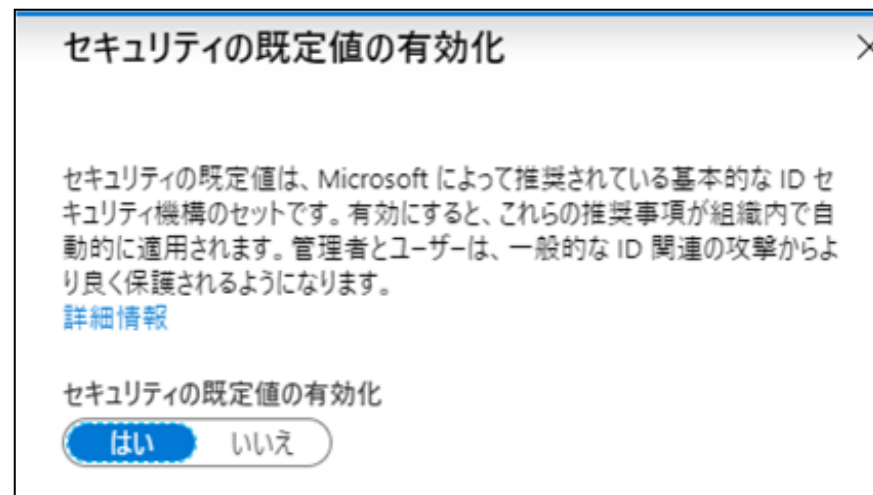 セキュリティの既定値の有効化
セキュリティの既定値は、Microsoft によって推奨されている基本的な ID セ
キュリティ機構のセットです。有効にすると、これらの推奨事項が組織内で自
動的に適用されます。管理者とユーザーは、一般的な ID 関連の攻撃からよ
り良く保護されるようになります。
詳細情報
セキュリティの既定値の有効化
はい いいえ